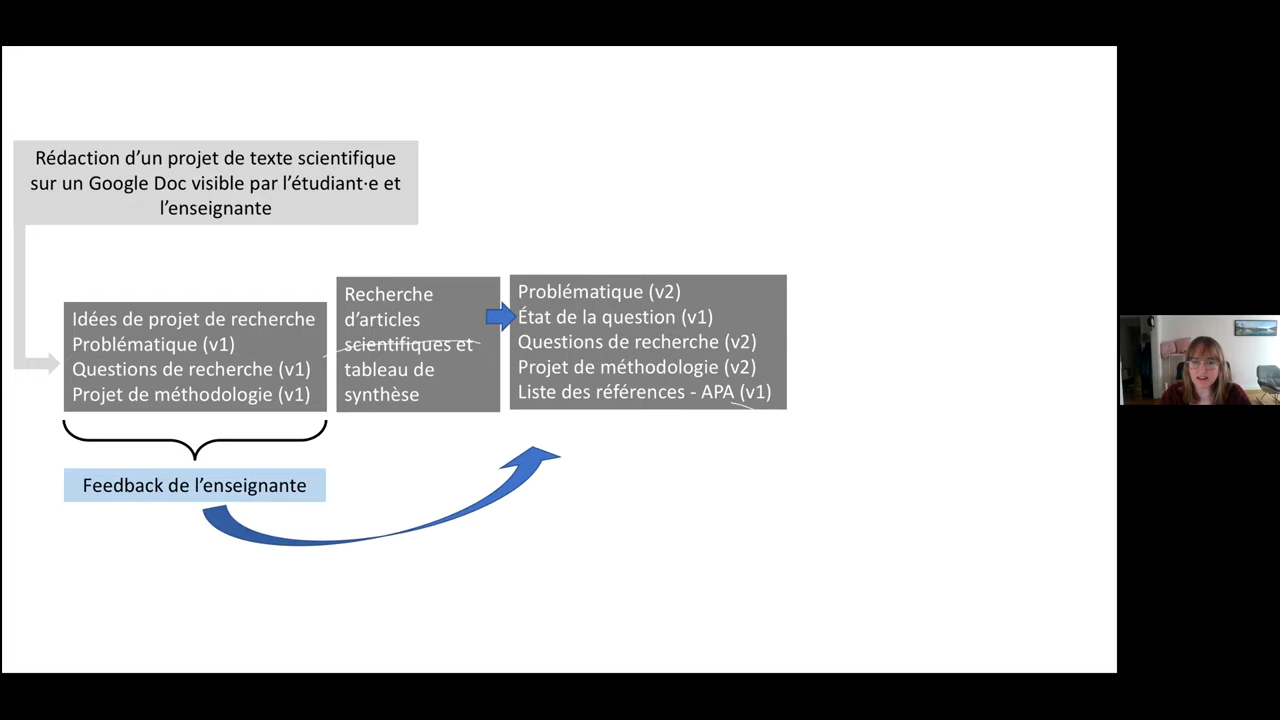 Rédaction d’un projet de texte scientifique
sur un Google Doc visible par l’étudiant·e et
l’enseignante
Idées de projet de recherche
Problématique (v1)
Questions de recherche (v1)
Projet de méthodologie (v1)
Recherche
d’articles
scientifiques et
tableau de
synthèse
Problématique (v2)
État de la question (v1)
Questions de recherche (v2)
Projet de méthodologie (v2)
Liste des références - APA (v1)
Feedback de l’enseignante